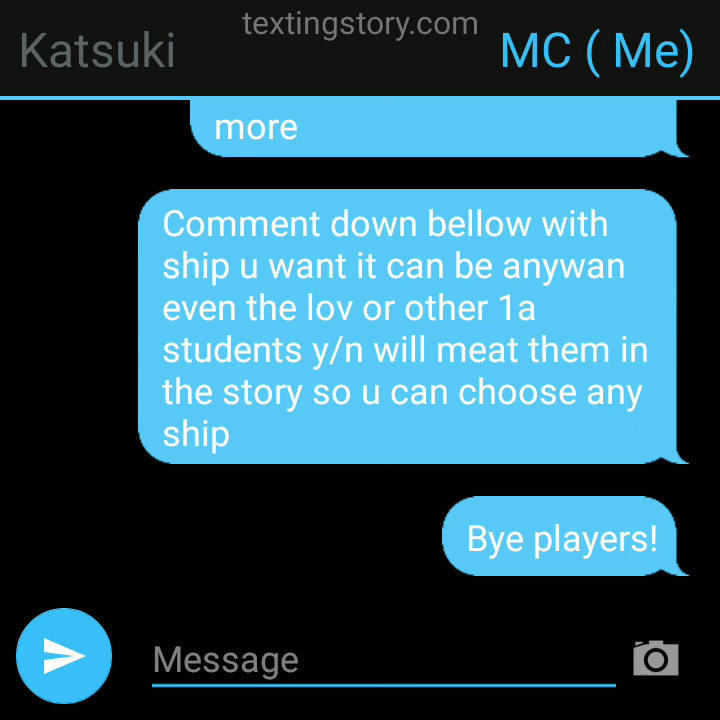 textingstory.com
Katsuki
MC ( Me)
more
Comment down bellow with
ship u want it can be anywan
even the lov or other 1a
students y/n will meat them in
the story so u can choose any
ship
Bye players!
Message